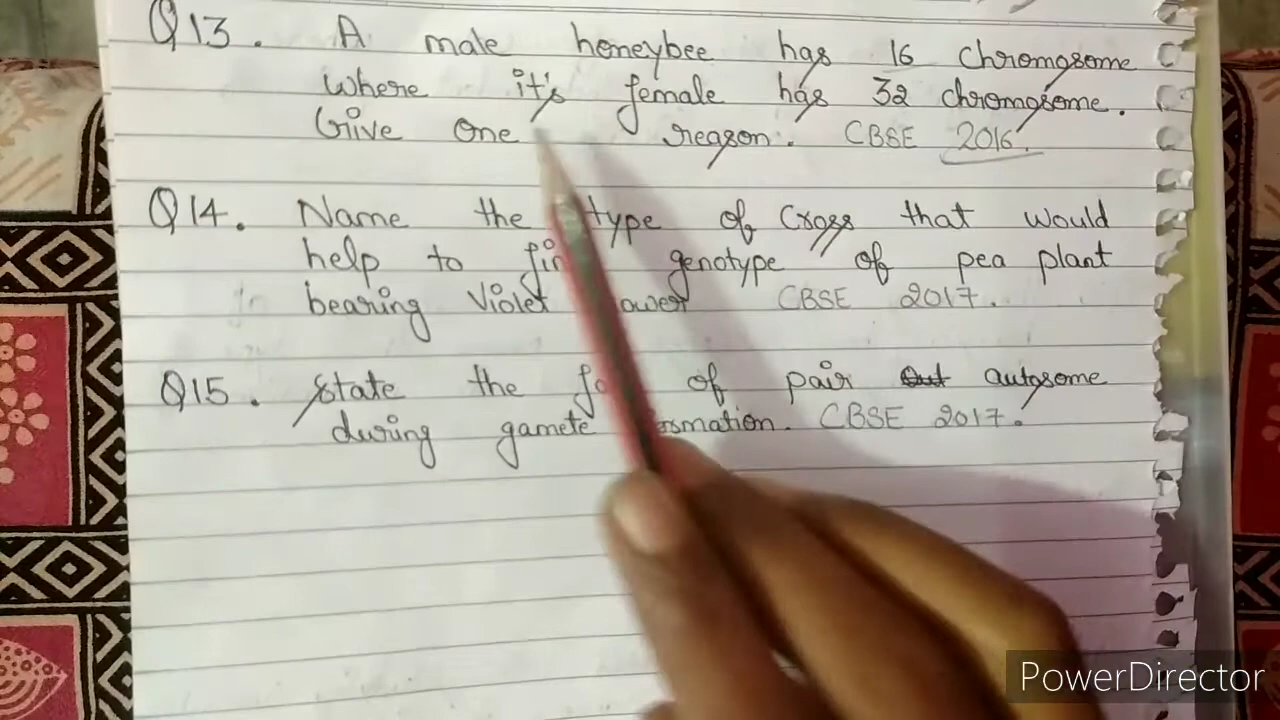 Q13. A male honeybee has 16 chromosome
where it's female has 32 chromosome.
Give one reason. CBSE 2016.
Q14. Name the type of cross that would
help to genotype of pea plant
bearing violet CBSE 2017.
Q15. State the of pair autosome
during gamete CBSE 2017.
PowerDirector